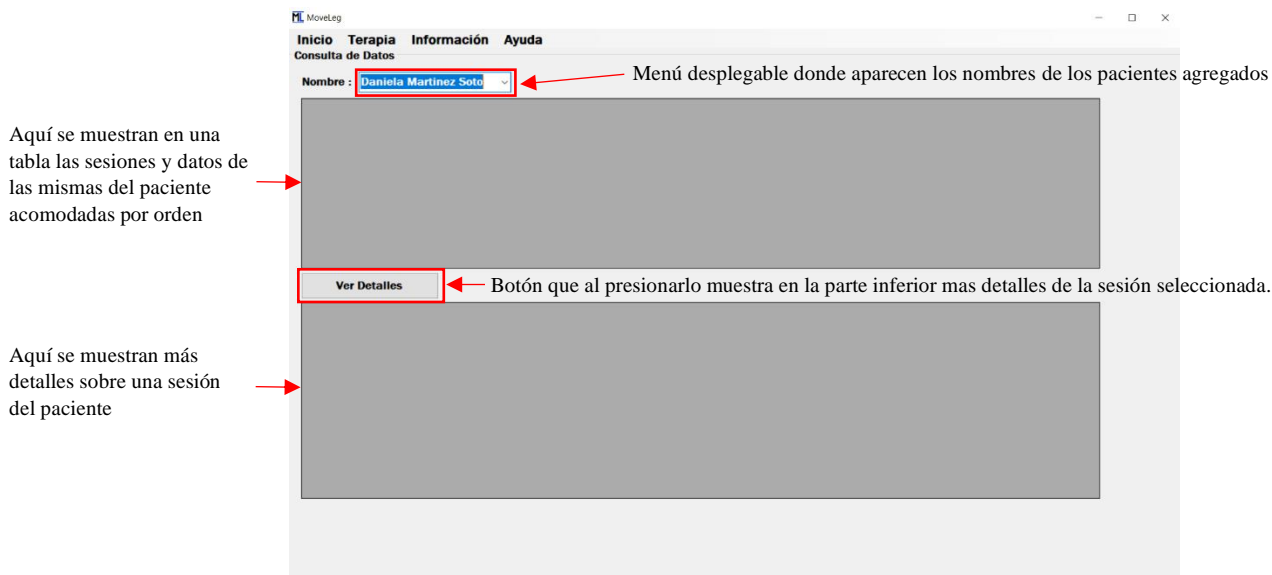 ML MoveLeg
Inicio Terapia Información Ayuda
Consulta de Datos
Nombre : Daniela Martinez Soto
Menú desplegable donde aparecen los nombres de los pacientes agregados
Aquí se muestran en una
tabla las sesiones y datos de
las mismas del paciente
acomodadas por orden
Ver Detalles
Botón que al presionarlo muestra en la parte inferior mas detalles de la sesión seleccionada.
Aquí se muestran más
detalles sobre una sesión
del paciente